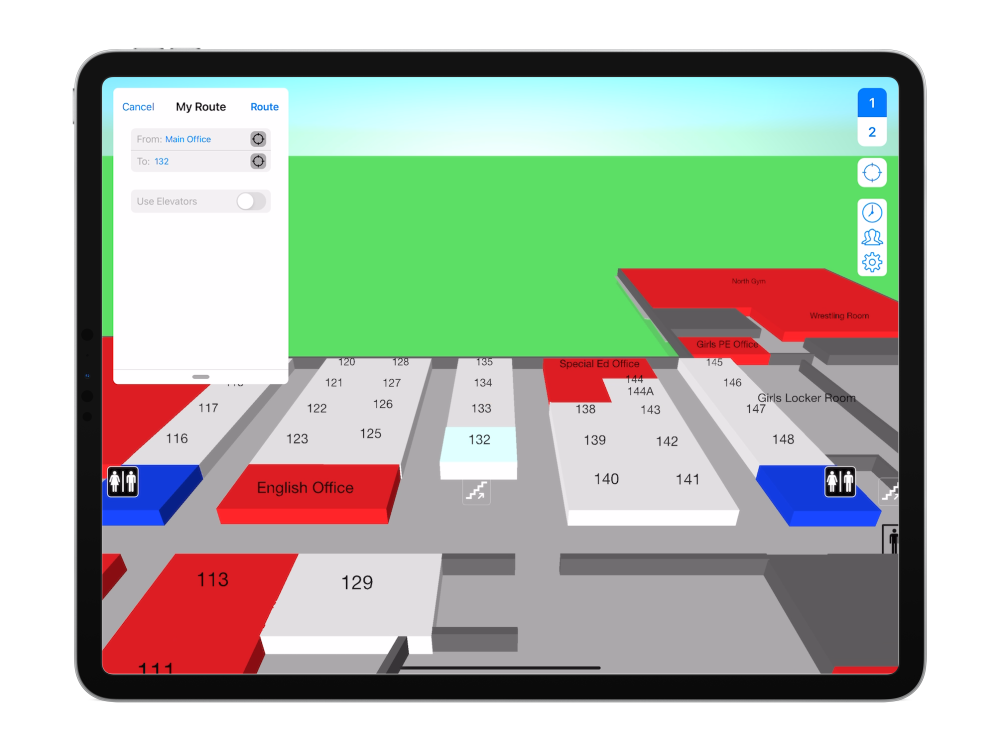 Cancel My Route Route
From: Main Office
To: 132
Use Elevators
1
2
North Gym
Wrestling Room
Girls PE Office
120 128 135 Special Ed Office 145
121 127 134 144 146
144A
Girls Locker Room
117 122 126 133 138 143 147
116 123 125 132 139 142 148
English Office 140 141
113 129
111